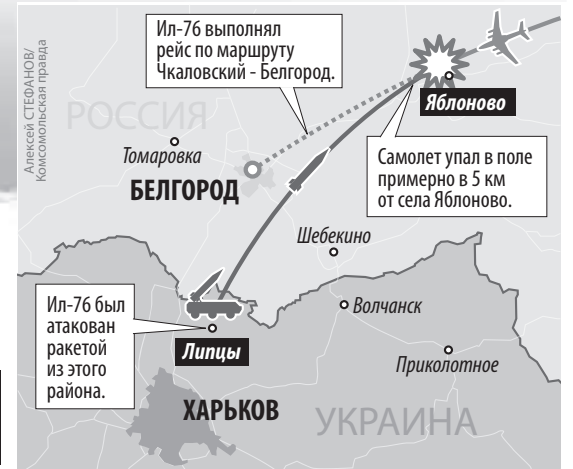 Алексей СТЕФАНОВ/
Комсомольская правда
Ил-76 выполнял
рейс по маршруту
Чкаловский - Белгород.
РОССИЯ
Яблоново
Томаровка
Самолет упал в поле
примерно в 5 км
от села Яблоново.
БЕЛГОРОД
Шебекино
Ил-76 был
атакован
ракетой
из этого
района.
Волчанск
Липцы
Приколотное
ХАРЬКОВ
УКРАИНА